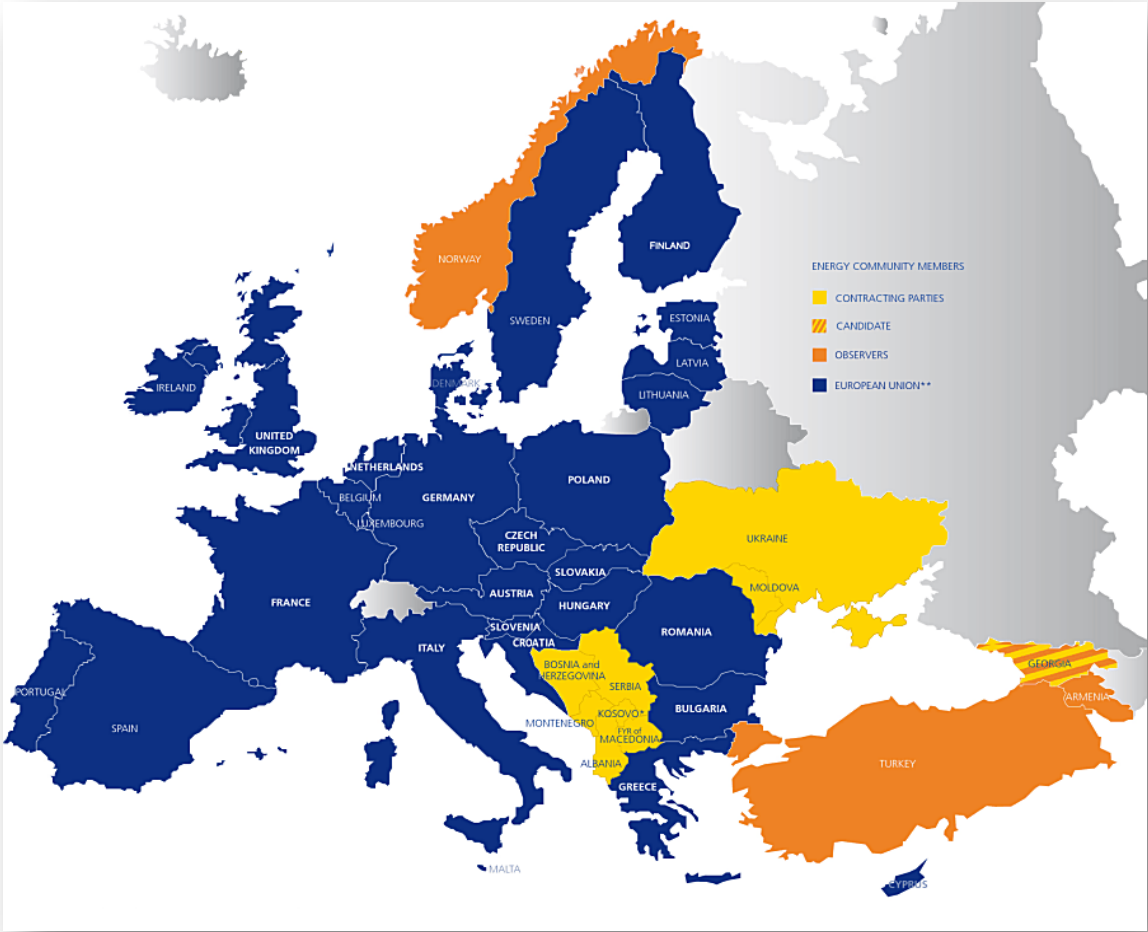 NORWAY
FINLAND
SWEDEN
ESTONIA
LATVIA
LITHUANIA
DENMARK
IRELAND
UNITED
KINGDOM
ENERGY COMMUNITY MEMBERS
CONTRACTING PARTIES
CANDIDATE
OBSERVERS
EUROPEAN UNION**
NETHERLANDS
BELGIUM
GERMANY
POLAND
LUXEMBOURG
CZECH
REPUBLIC
UKRAINE
SLOVAKIA
MOLDOVA
FRANCE
AUSTRIA
HUNGARY
SLOVENIA
ROMANIA
CROATIA
ITALY
BOSNIA and
HERZEGOVINA
SERBIA
GEORGIA
ARMENIA
PORTUGAL
SPAIN
KOSOVO*
MONTENEGRO
BULGARIA
FYR of
MACEDONIA
ALBANIA
TURKEY
GREECE
MALTA
CYPRUS